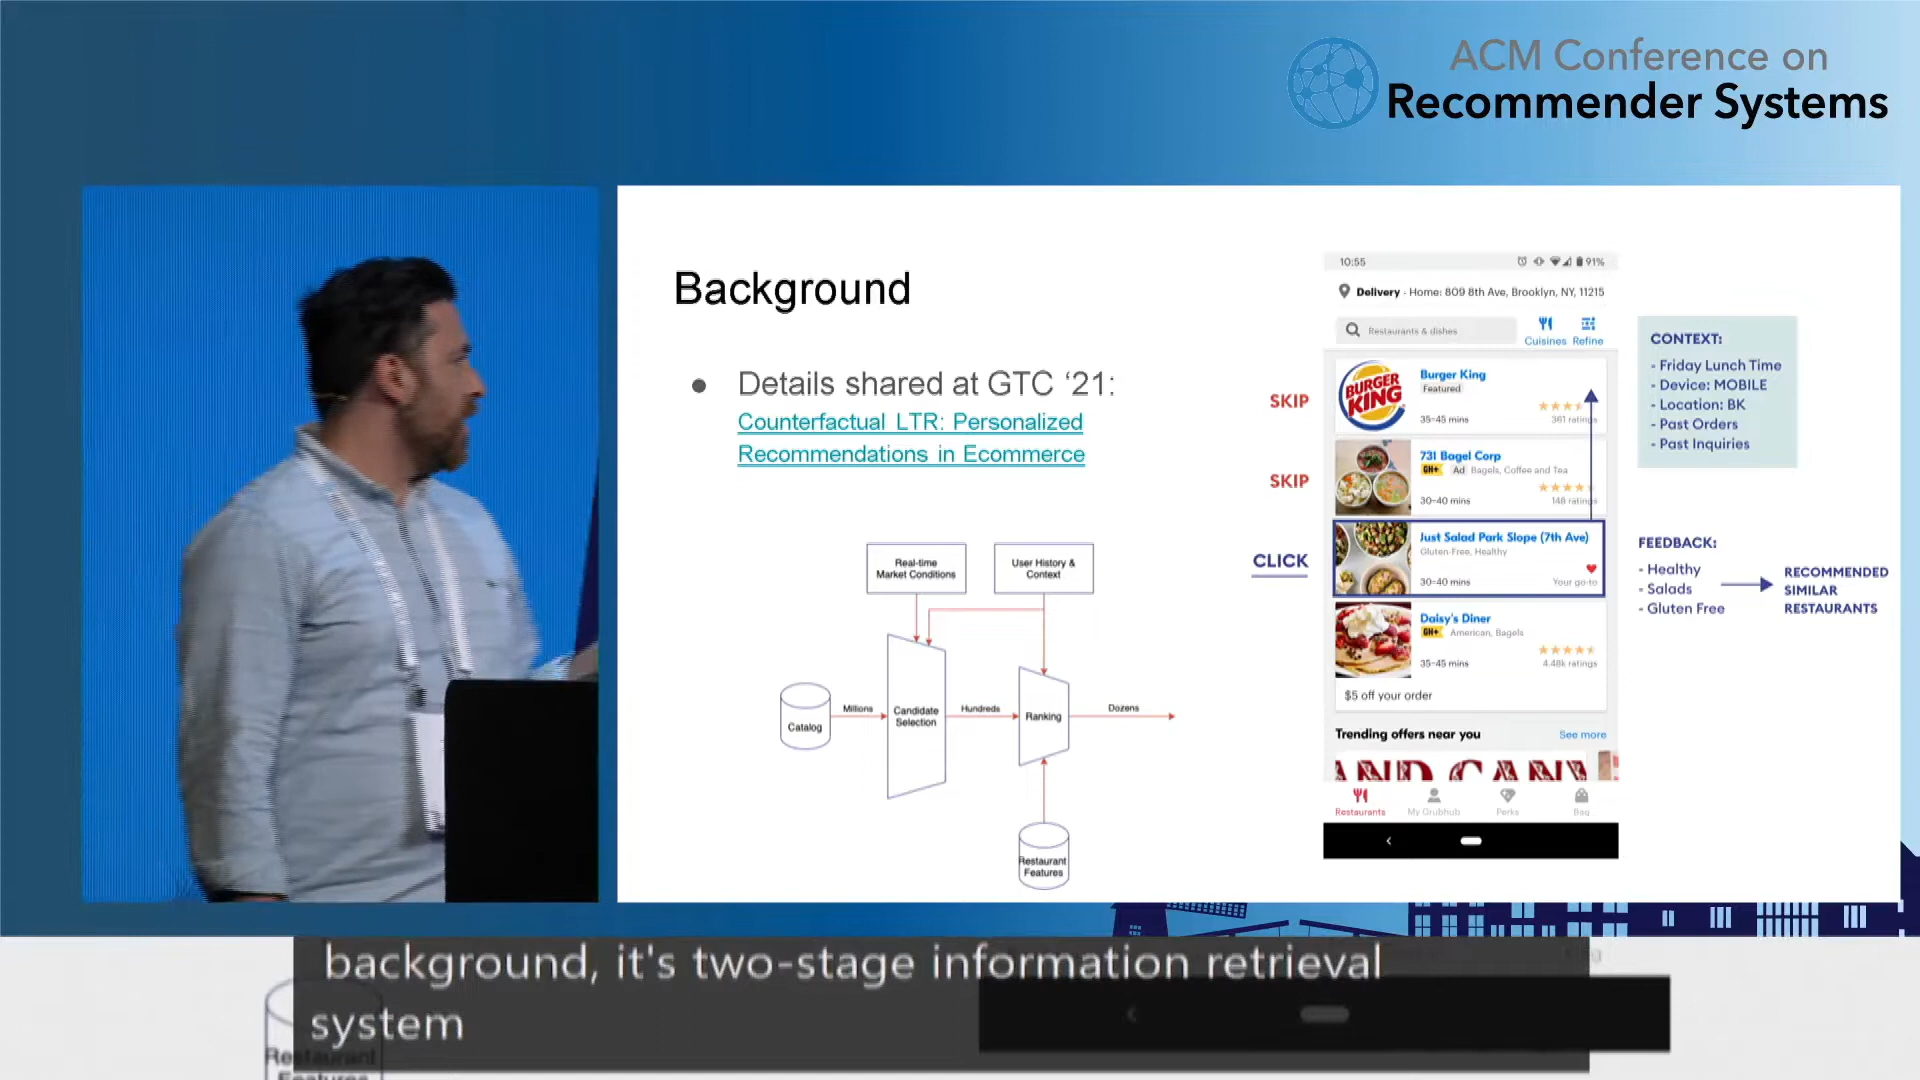 ACM Conference on
Recommender Systems
Background
● Details shared at GTC ‘21:
Counterfactual LTR: Personalized
Recommendations in Ecommerce
Real-time
Market Conditions
User History &
Context
Catalog
Millions
Candidate
Selection
Hundreds
Ranking
Dozens
Restaurant
Features
SKIP
SKIP
CLICK
10:55
91%
Delivery - Home: 809 8th Ave, Brooklyn, NY, 11215
Restaurants & dishes
Cuisines Refine
BURGER
KING
Burger King
Featured
35-45 mins
361 ratings
731 Bagel Corp
GH+ Ad Bagels, Coffee and Tea
30-40 mins
148 ratings
Just Salad Park Slope (7th Ave)
Gluten-Free, Healthy
30-40 mins
Your go-to
Daisy's Diner
GH+ American, Bagels
35-45 mins
4.48k ratings
$5 off your order
Trending offers near you
See more
Restaurants My Grubhub Perks Bag
CONTEXT:
- Friday Lunch Time
- Device: MOBILE
- Location: BK
- Past Orders
- Past Inquiries
FEEDBACK:
- Healthy
- Salads
- Gluten Free
RECOMMENDED
SIMILAR
RESTAURANTS
background, it's two-stage information retrieval
system
Restaurant
Features